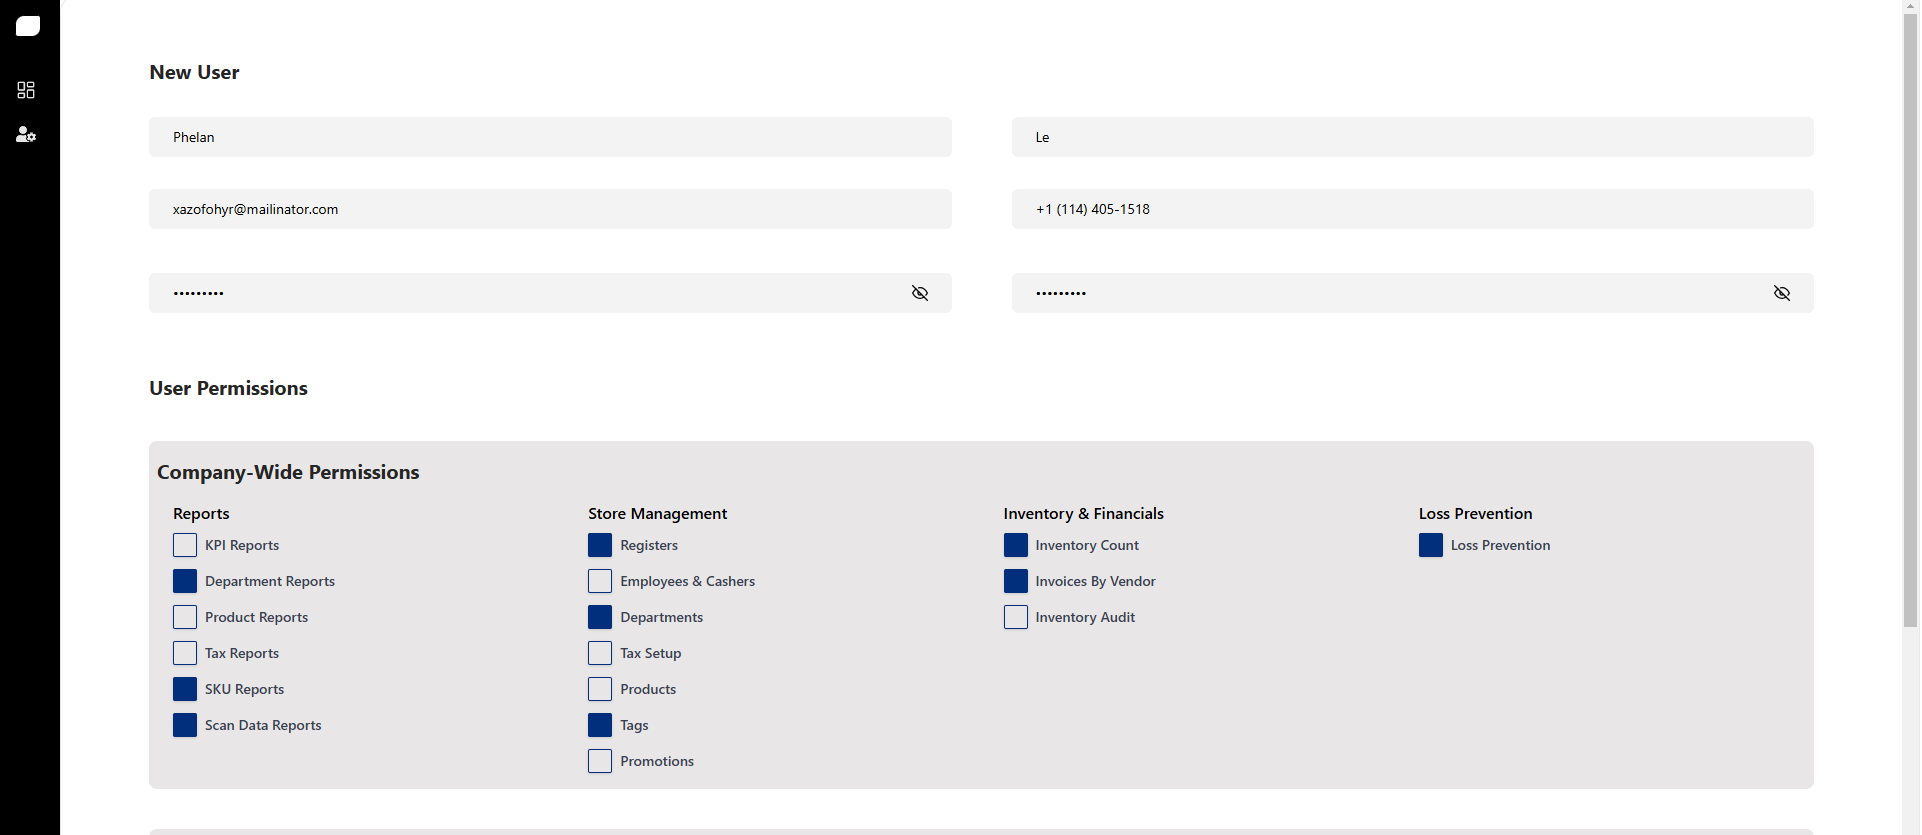 New User
Phelan
Le
xazofohyr@mailinator.com
+1 (114) 405-1518
•••••••••
•••••••••
User Permissions
Company-Wide Permissions
Reports
KPI Reports
Department Reports
Product Reports
Tax Reports
SKU Reports
Scan Data Reports
Store Management
Registers
Employees & Cashers
Departments
Tax Setup
Products
Tags
Promotions
Inventory & Financials
Inventory Count
Invoices By Vendor
Inventory Audit
Loss Prevention
Loss Prevention